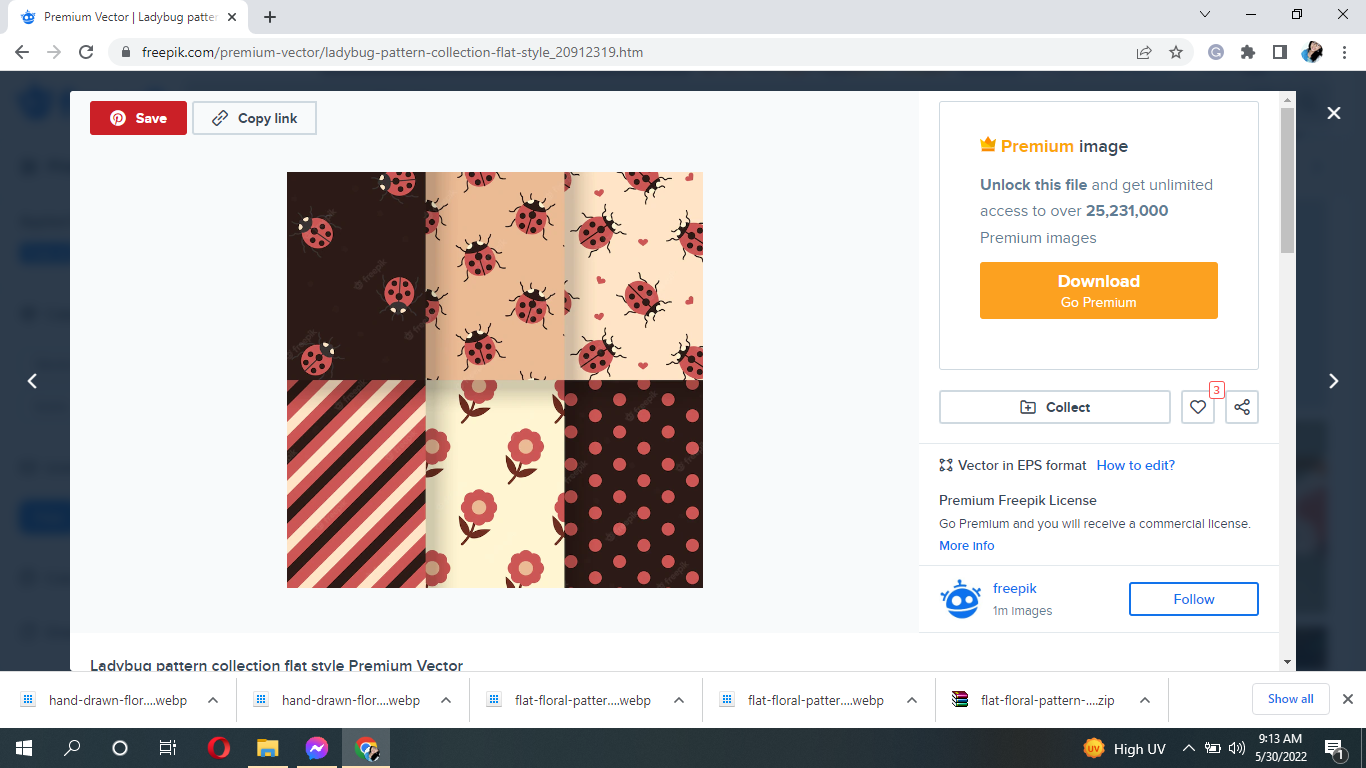 Premium Vector | Ladybug patter
freepik.com/premium-vector/ladybug-pattern-collection-flat-style_20912319.htm
Save
Copy link
Premium image
Unlock this file and get unlimited
access to over 25,231,000
Premium images
Download
Go Premium
Collect
3
Vector in EPS format How to edit?
Premium Freepik License
Go Premium and you will receive a commercial license.
More info
freepik
1m images
Follow
Ladybug pattern collection flat style Premium Vector
hand-drawn-flor....webp
hand-drawn-flor....webp
flat-floral-patter....webp
flat-floral-patter....webp
flat-floral-pattern-....zip
Show all
UV
High UV
9:13 AM
5/30/2022
1